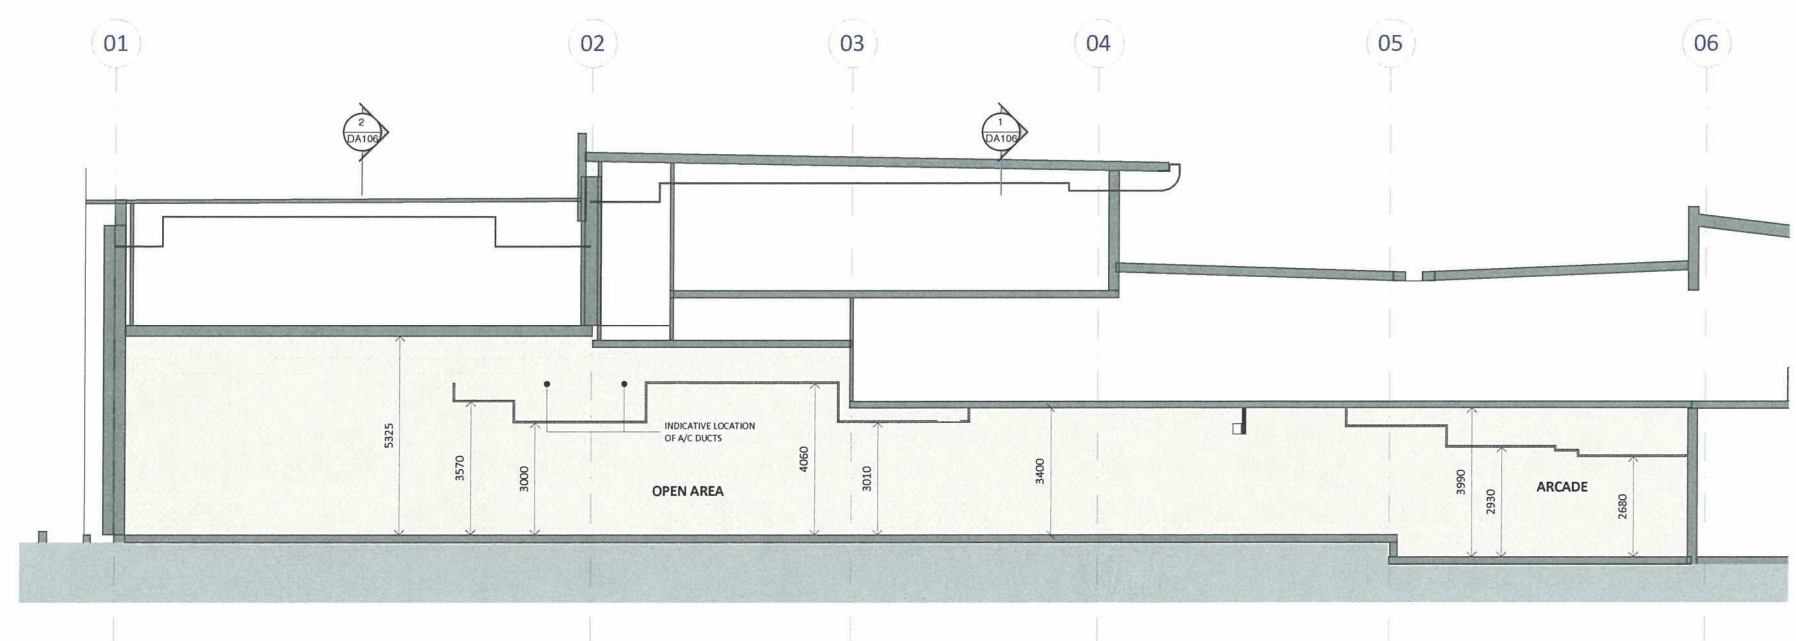 01
02
03
04
05
06
2
DA106
1
DA106
INDICATIVE LOCATION
OF A/C DUCTS
5325
3570
3000
4060
3010
3400
3990
2930
2680
OPEN AREA
ARCADE